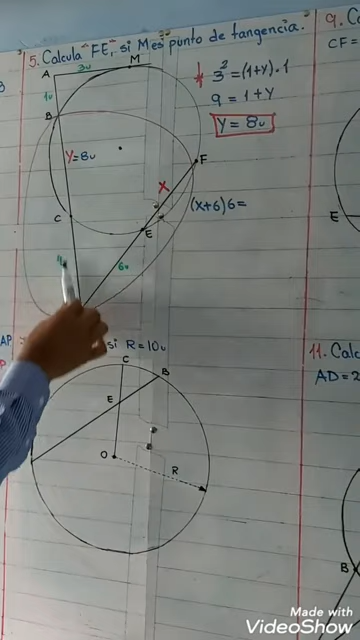 5. Calcula "FE" si M es punto de tangencia.
9. Ca
CF=
A 3u M
1u
B
y=8u
C
F
x
E
6u
3² = (1+y).1
9 = 1+y
y = 8u
(x+6)6=
AP
P
si R=10u
C
B
E
O
R
E
11. Calc
AD=2
B
Made with
VideoShow